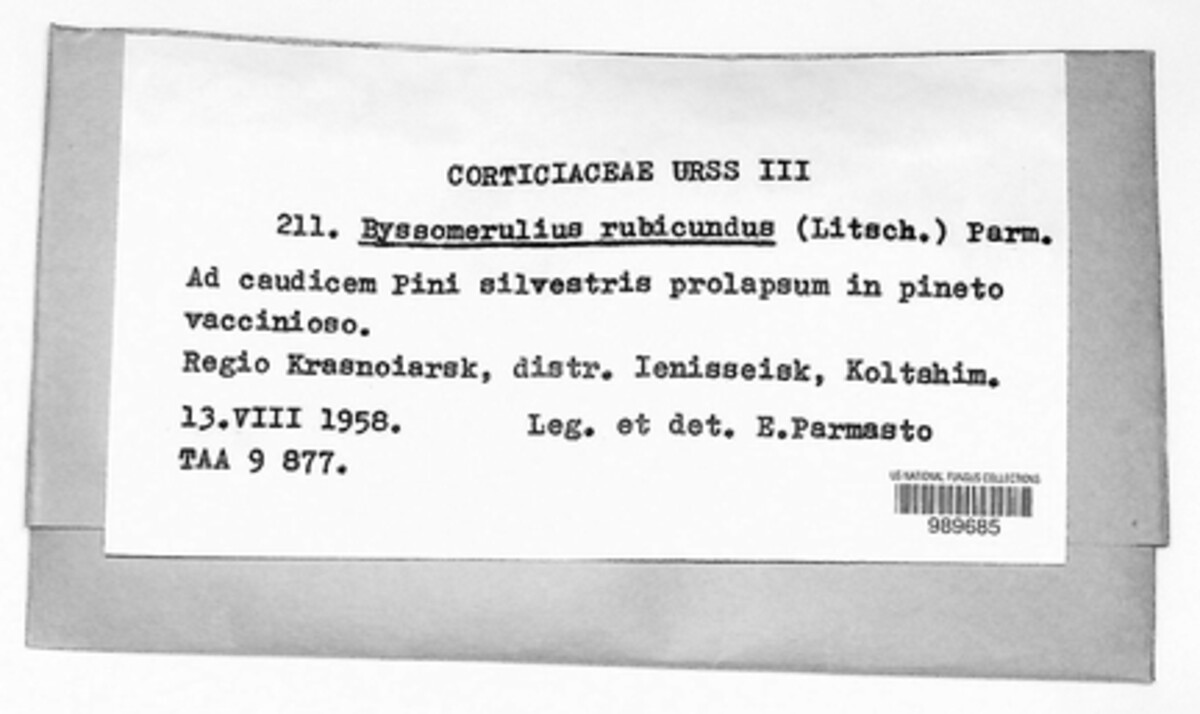 CORTICIACEAE URSS III
211. Byssomerulius rubicundus (Litsch.) Parm.
Ad caudicem Pini silvestris prolapsum in pineto
vaccinioso.
Regio Krasnoiarsk, distr. Ienisseisk, Koltshim.
13.VIII 1958. Leg. et det. E.Parmasto
TAA 9 877.
US NATIONAL FUNGUS COLLECTIONS
989685